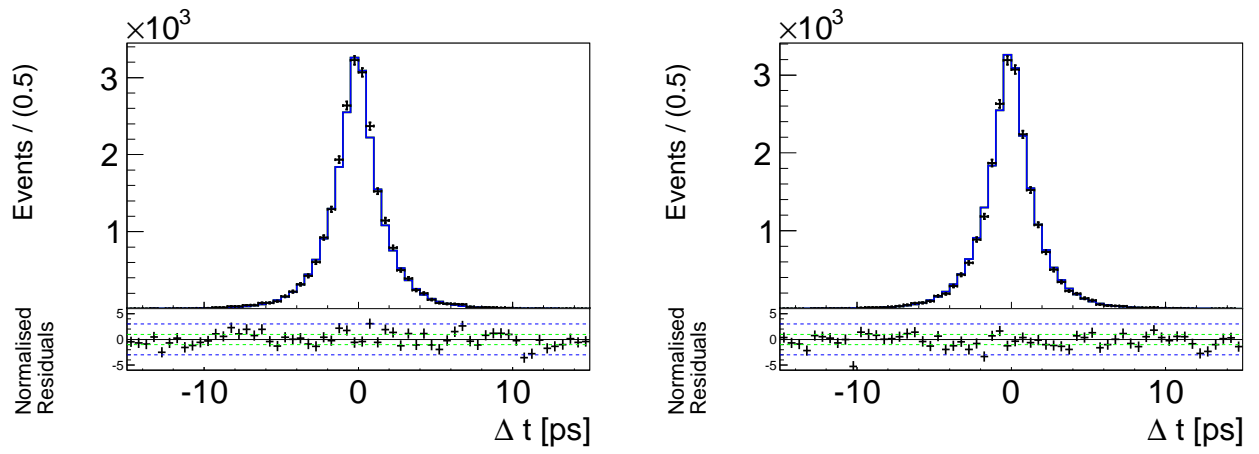 ×10³
Events / (0.5)
3
2
1
Normalised
Residuals
5
0
-5
-10
0
10
Δ t [ps]
×10³
Events / (0.5)
3
2
1
Normalised
Residuals
5
0
-5
-10
0
10
Δ t [ps]